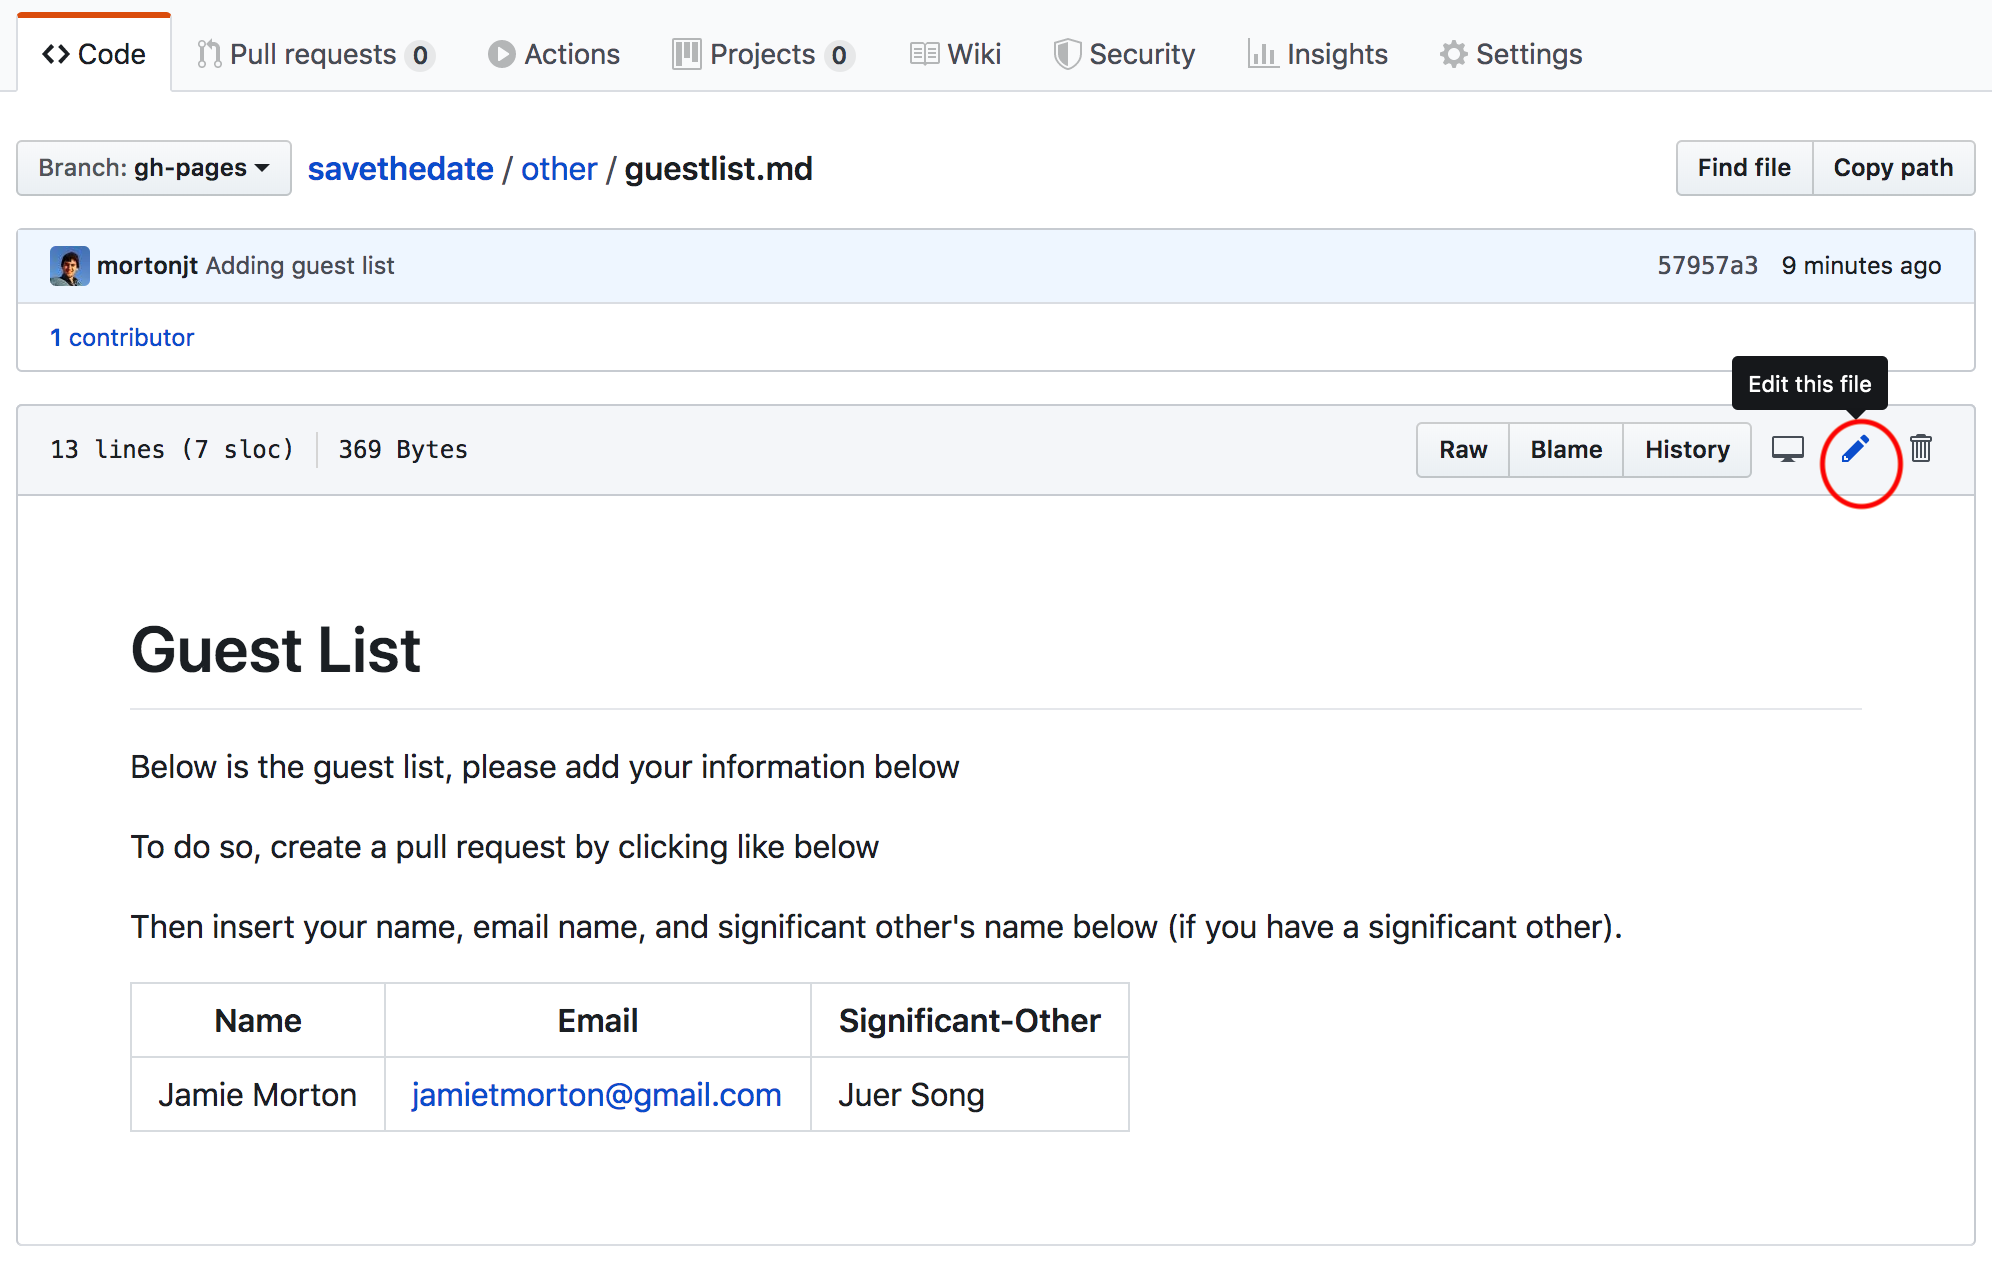 Code Pull requests 0 Actions Projects 0 Wiki Security Insights Settings
Branch: gh-pages savethedate / other / guestlist.md Find file Copy path
mortonjt Adding guest list 57957a3 9 minutes ago
1 contributor
Edit this file
13 lines (7 sloc) 369 Bytes Raw Blame History
Guest List
Below is the guest list, please add your information below
To do so, create a pull request by clicking like below
Then insert your name, email name, and significant other's name below (if you have a significant other).
Name Email Significant-Other
Jamie Morton jamietmorton@gmail.com Juer Song